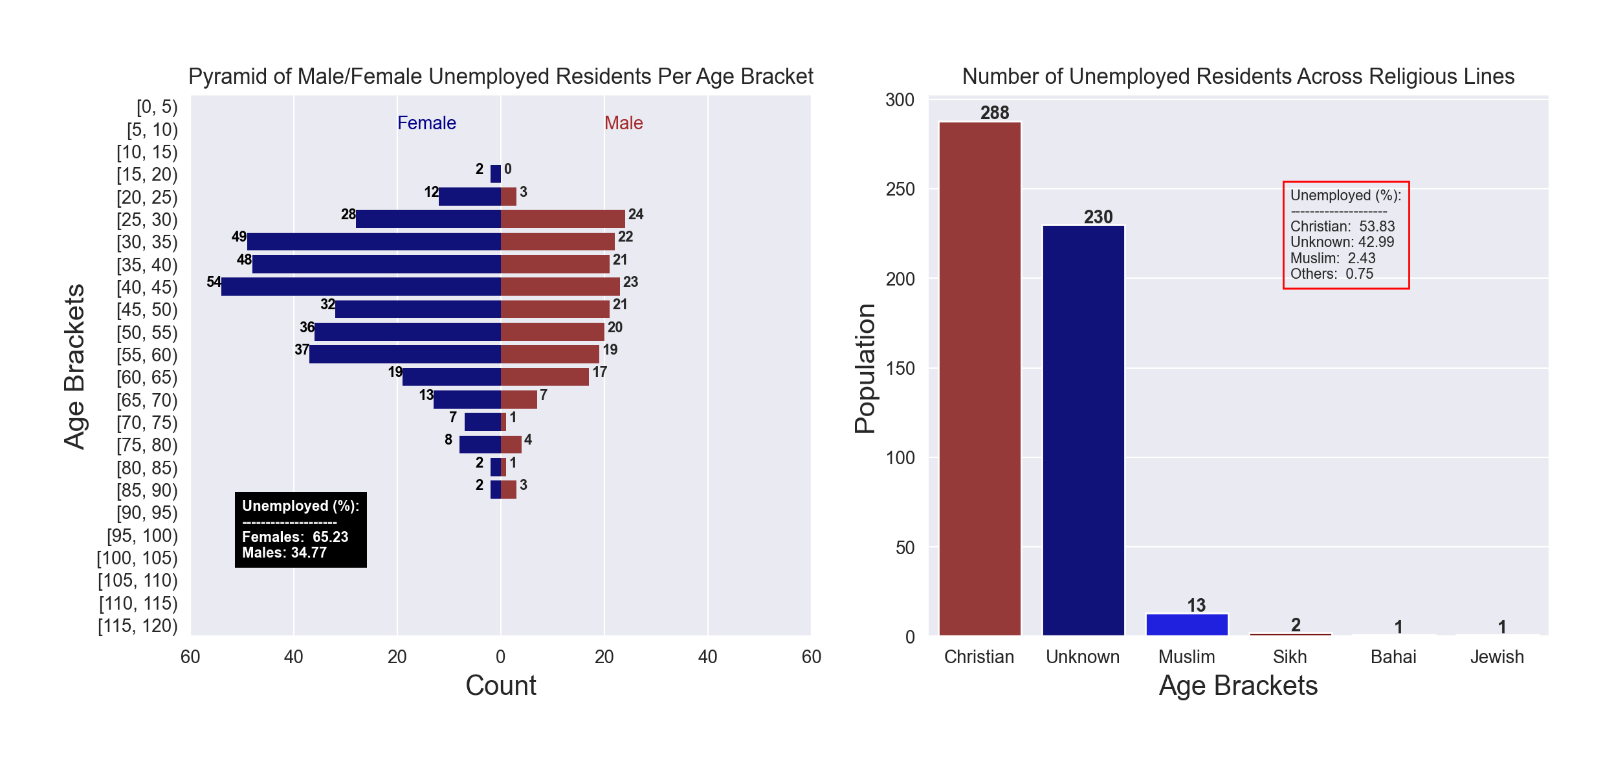 Pyramid of Male/Female Unemployed Residents Per Age Bracket
Female Male
Age Brackets
[0, 5)
[5, 10)
[10, 15)
[15, 20) 2 0
[20, 25) 12 3
[25, 30) 28 24
[30, 35) 49 22
[35, 40) 48 21
[40, 45) 54 23
[45, 50) 32 21
[50, 55) 36 20
[55, 60) 37 19
[60, 65) 19 17
[65, 70) 13 7
[70, 75) 7 1
[75, 80) 8 4
[80, 85) 2 1
[85, 90) 2 3
[90, 95)
[95, 100)
[100, 105)
[105, 110)
[110, 115)
[115, 120)
Unemployed (%):
--------------------
Females:  65.23
Males: 34.77
60 40 20 0 20 40 60
Count
Number of Unemployed Residents Across Religious Lines
Population
300
250
200
150
100
50
0
288 230 13 2 1 1
Unemployed (%):
--------------------
Christian:  53.83
Unknown: 42.99
Muslim:  2.43
Others:  0.75
Christian Unknown Muslim Sikh Bahai Jewish
Age Brackets